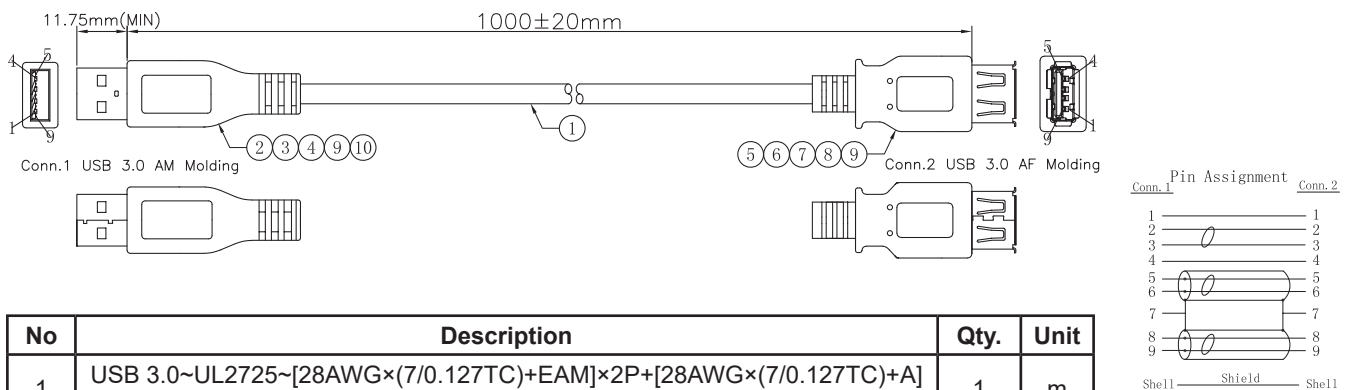 11.75mm(MIN)
1000±20mm
4 5
1 9
5 4
9 1
2 3 4 9 10
1
5 6 7 8 9
Conn.1 USB 3.0 AM Molding
Conn.2 USB 3.0 AF Molding
Pin Assignment
Conn.1 Conn.2
1 1
2 2
3 3
4 4
5 5
6 6
7 7
8 8
9 9
Shell Shield Shell
No Description Qty. Unit
1 USB 3.0~UL2725~[28AWG×(7/0.127TC)+EAM]×2P+[28AWG×(7/0.127TC)+A] 1 m